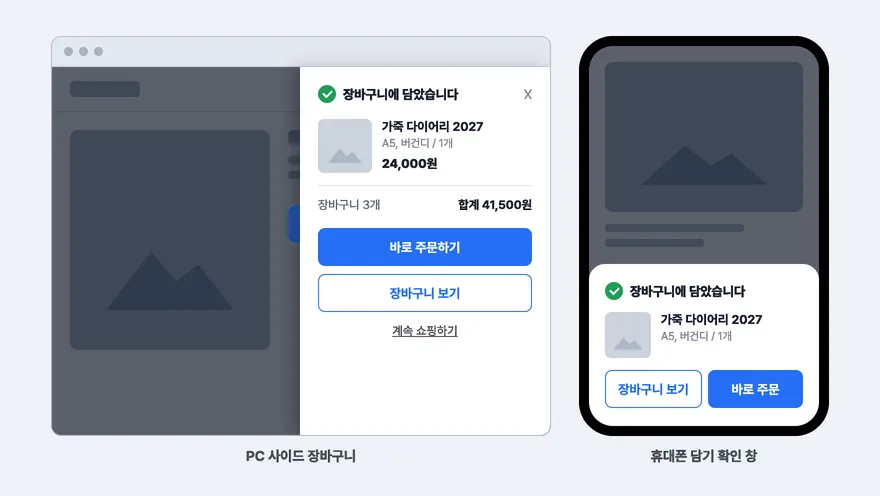 장바구니에 담았습니다
X
가죽 다이어리 2027
A5, 버건디 / 1개
24,000원
장바구니 3개
합계 41,500원
바로 주문하기
장바구니 보기
계속 쇼핑하기
PC 사이드 장바구니
장바구니에 담았습니다
가죽 다이어리 2027
A5, 버건디 / 1개
장바구니 보기
바로 주문
휴대폰 담기 확인 창